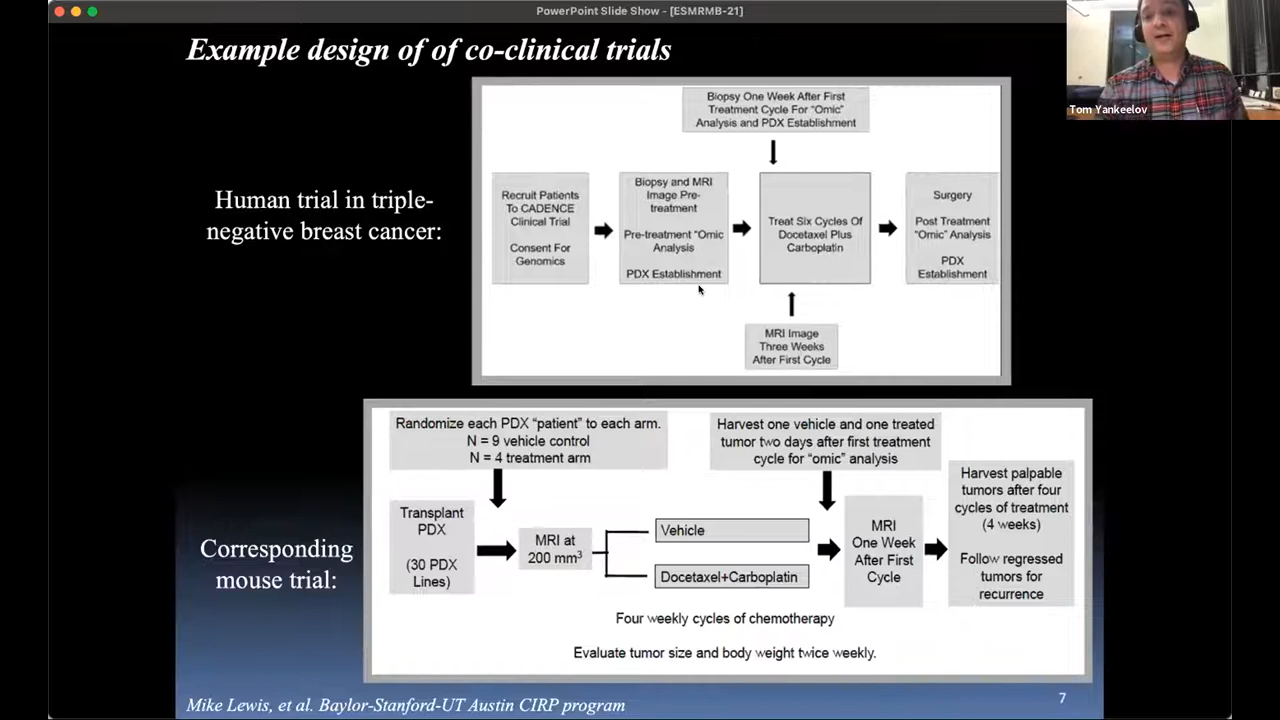 PowerPoint Slide Show - [ESMRMB-21]
Tom Yankeelov
Example design of of co-clinical trials
Human trial in triple-
negative breast cancer:
Biopsy One Week After First
Treatment Cycle For "Omic"
Analysis and PDX Establishment
Recruit Patients
To CADENCE
Clinical Trial
Consent For
Genomics
Biopsy and MRI
Image Pre-
treatment
Pre-treatment "Omic
Analysis
PDX Establishment
Treat Six Cycles Of
Docetaxel Plus
Carboplatin
Surgery
Post Treatment
"Omic" Analysis
PDX
Establishment
MRI Image
Three Weeks
After First Cycle
Corresponding
mouse trial:
Randomize each PDX "patient" to each arm.
N = 9 vehicle control
N = 4 treatment arm
Harvest one vehicle and one treated
tumor two days after first treatment
cycle for "omic" analysis
Transplant
PDX
(30 PDX
Lines)
MRI at
200 mm³
Vehicle
Docetaxel+Carboplatin
MRI
One Week
After First
Cycle
Harvest palpable
tumors after four
cycles of treatment
(4 weeks)
Follow regressed
tumors for
recurrence
Four weekly cycles of chemotherapy
Evaluate tumor size and body weight twice weekly.
Mike Lewis, et al. Baylor-Stanford-UT Austin CIRP program
7